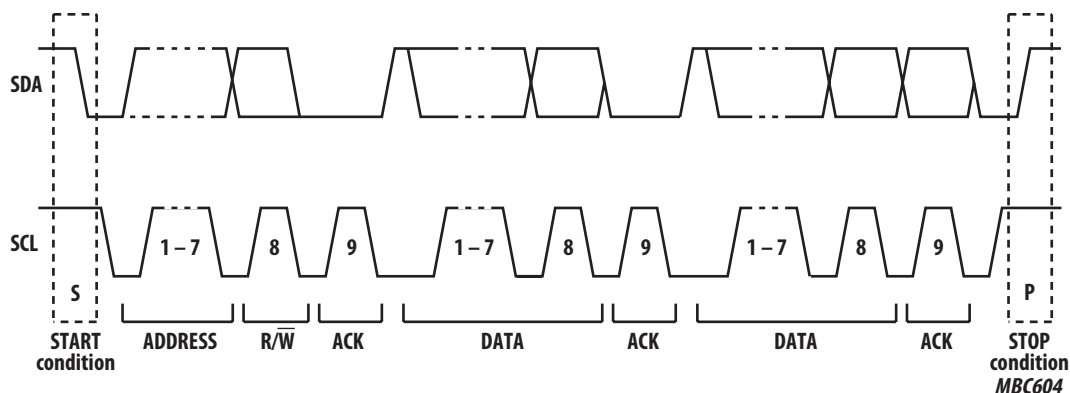 SDA
SCL
1 – 7
8
9
1 – 7
8
9
1 – 7
8
9
S
P
START
condition
ADDRESS
R/W̅
ACK
DATA
ACK
DATA
ACK
STOP
condition
MBC604